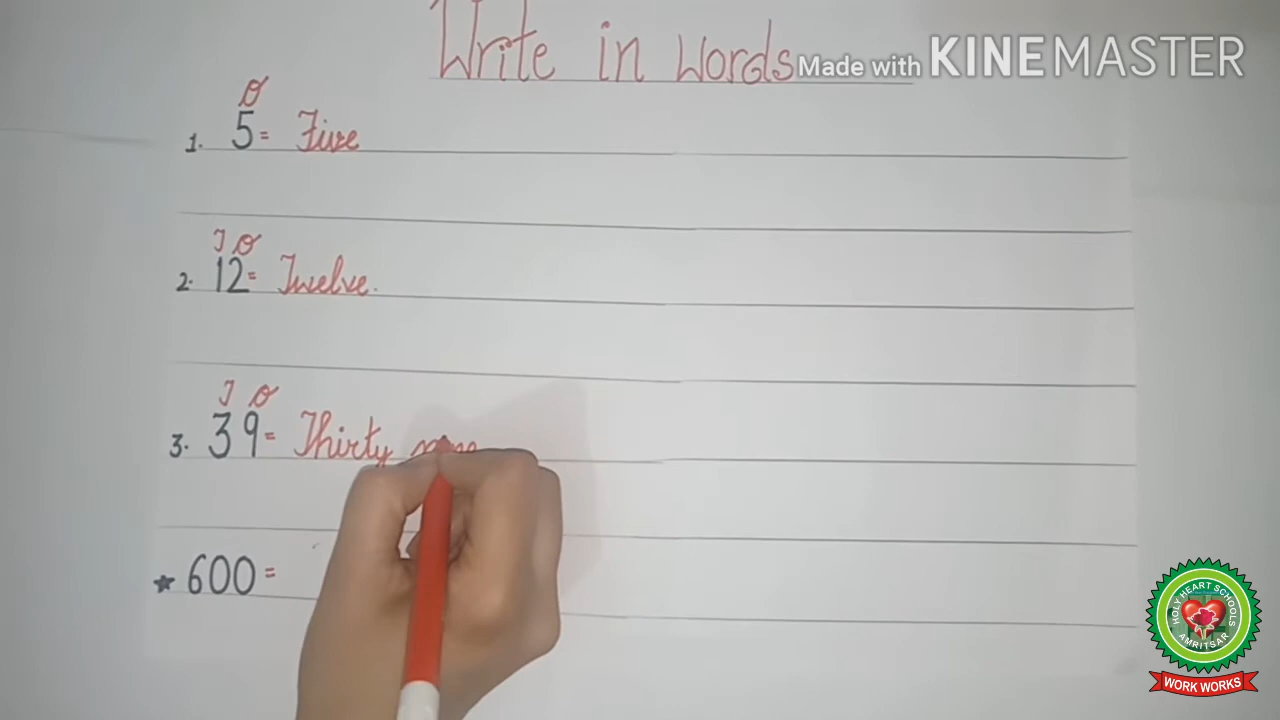 Write in Words
Made with KINEMASTER
O
1. 5 = Five
T O
2. 12 = Twelve.
T O
3. 39 = Thirty nine
★ 600 =
HOLY HEART SCHOOLS
AMRITSAR
WORK WORKS